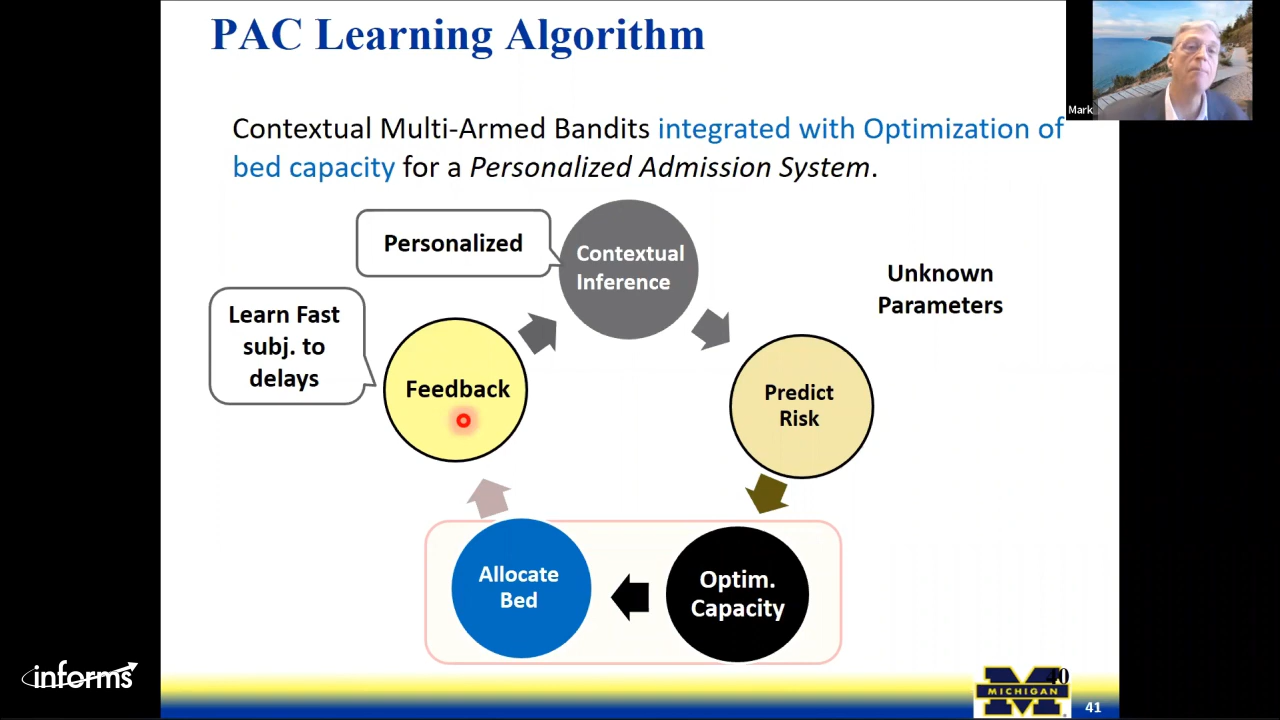 PAC Learning Algorithm
Mark
Contextual Multi-Armed Bandits integrated with Optimization of
bed capacity for a Personalized Admission System.
Personalized
Contextual
Inference
Unknown
Parameters
Learn Fast
subj. to
delays
Feedback
Predict
Risk
Allocate
Bed
Optim.
Capacity
informs
40
M
MICHIGAN
41